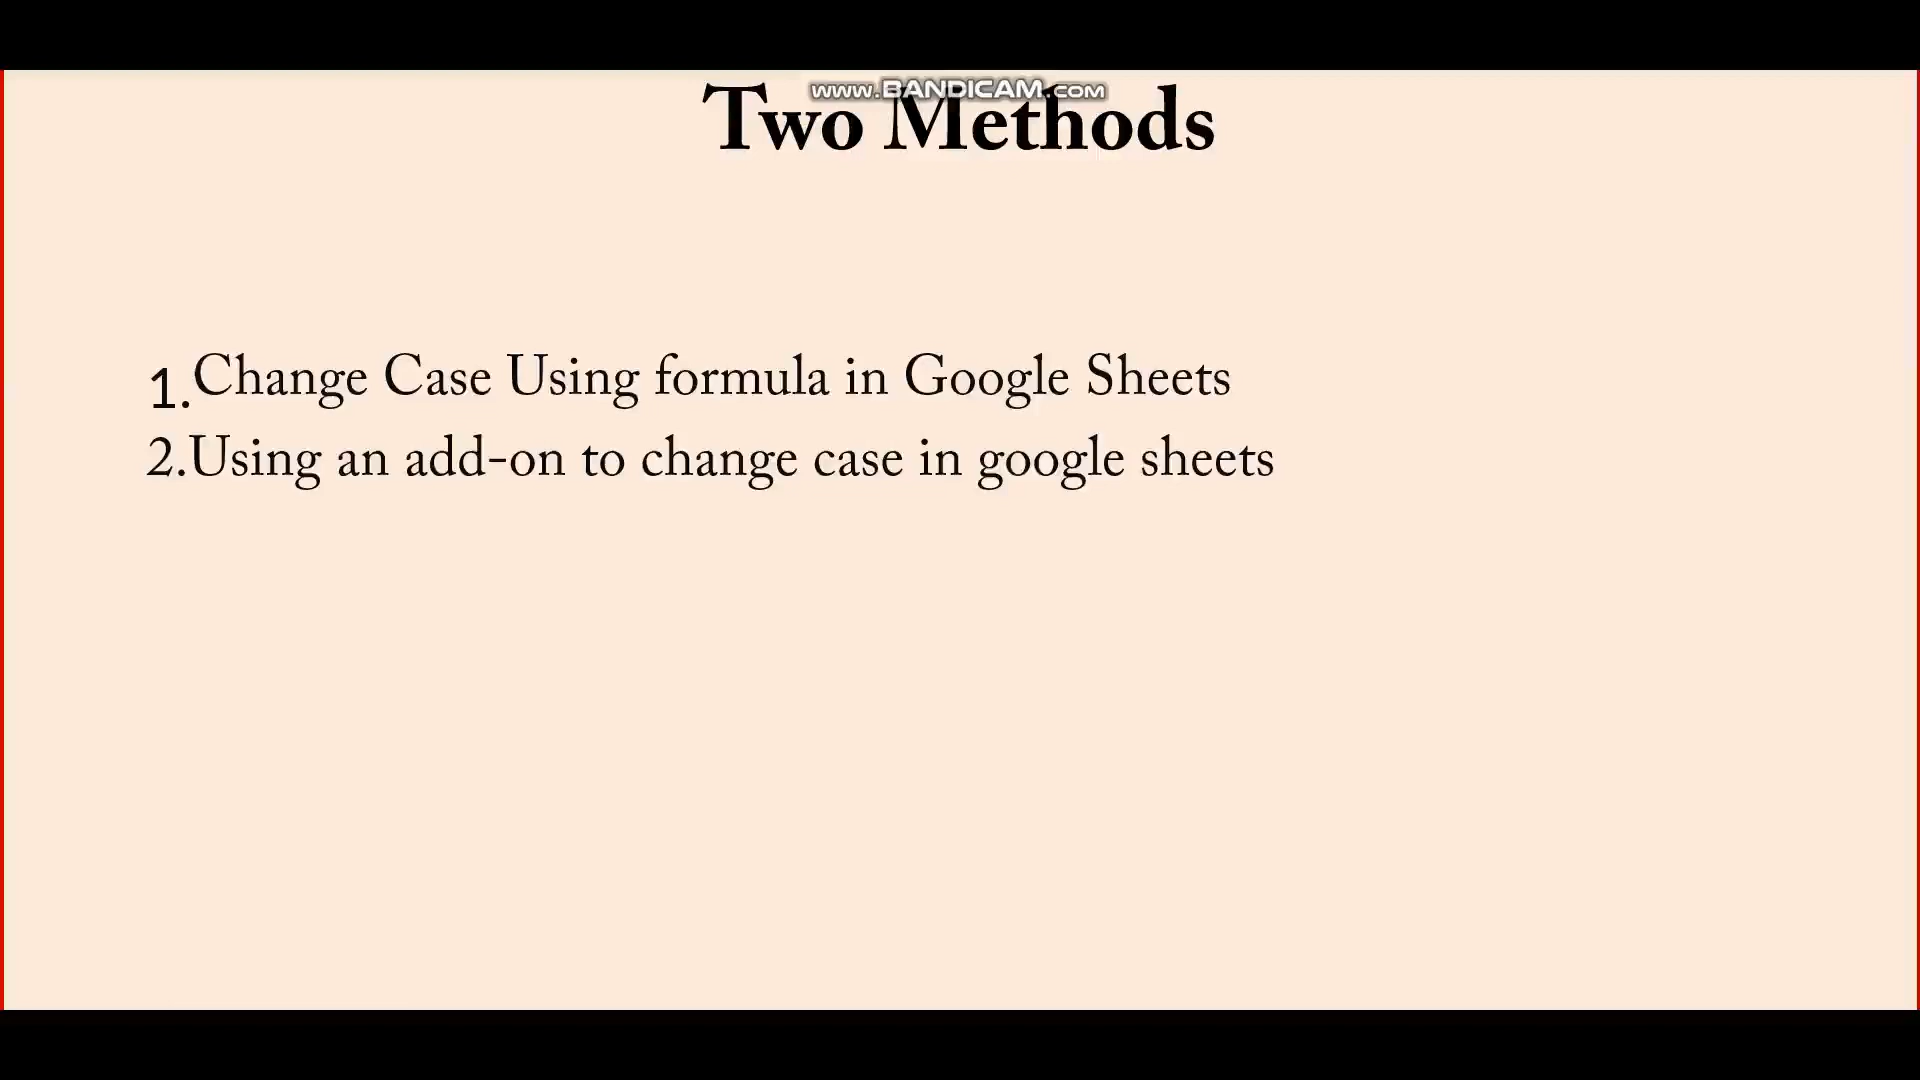 www.BANDICAM.com
Two Methods
1.Change Case Using formula in Google Sheets
2.Using an add-on to change case in google sheets